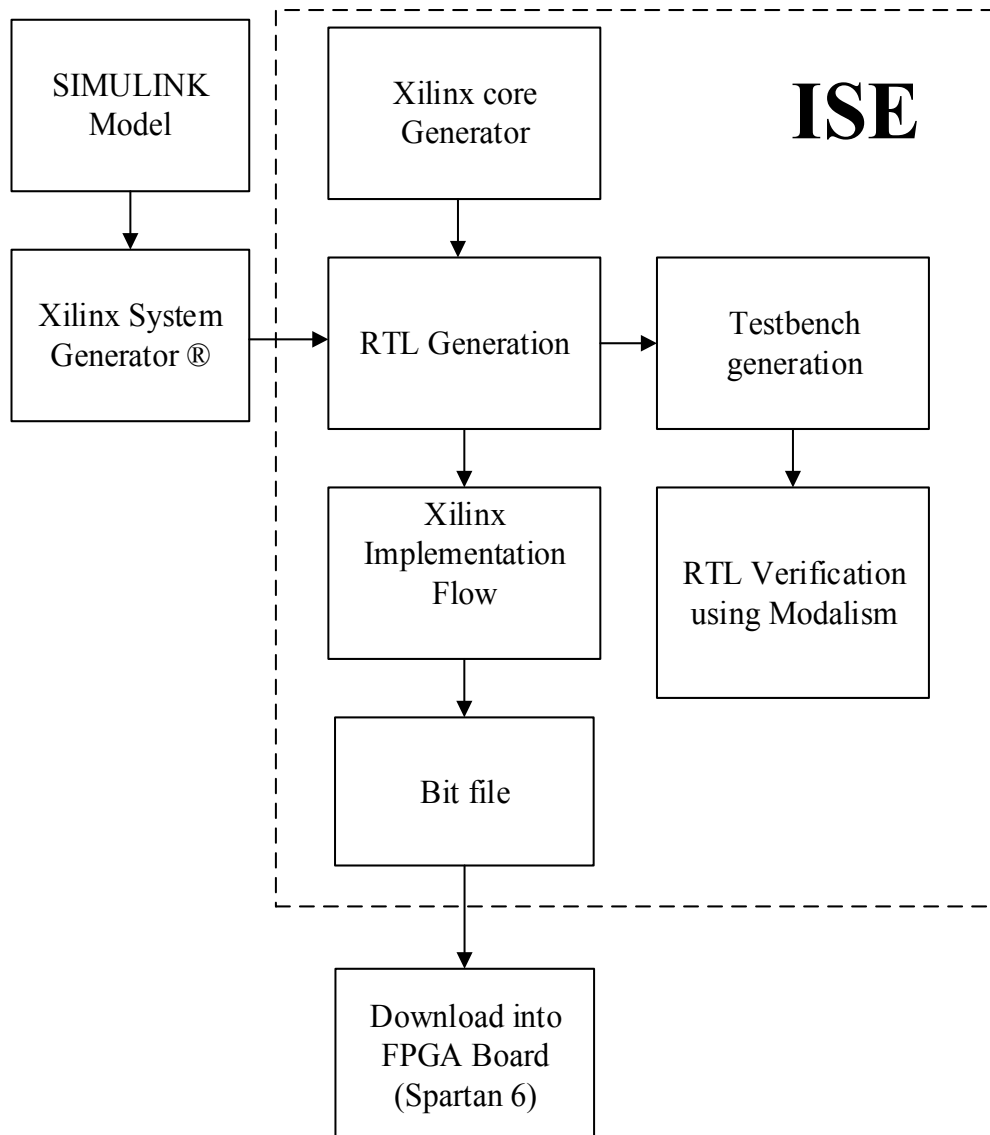 SIMULINK
Model
Xilinx core
Generator
ISE
Xilinx System
Generator ®
RTL Generation
Testbench
generation
Xilinx
Implementation
Flow
RTL Verification
using Modalism
Bit file
Download into
FPGA Board
(Spartan 6)